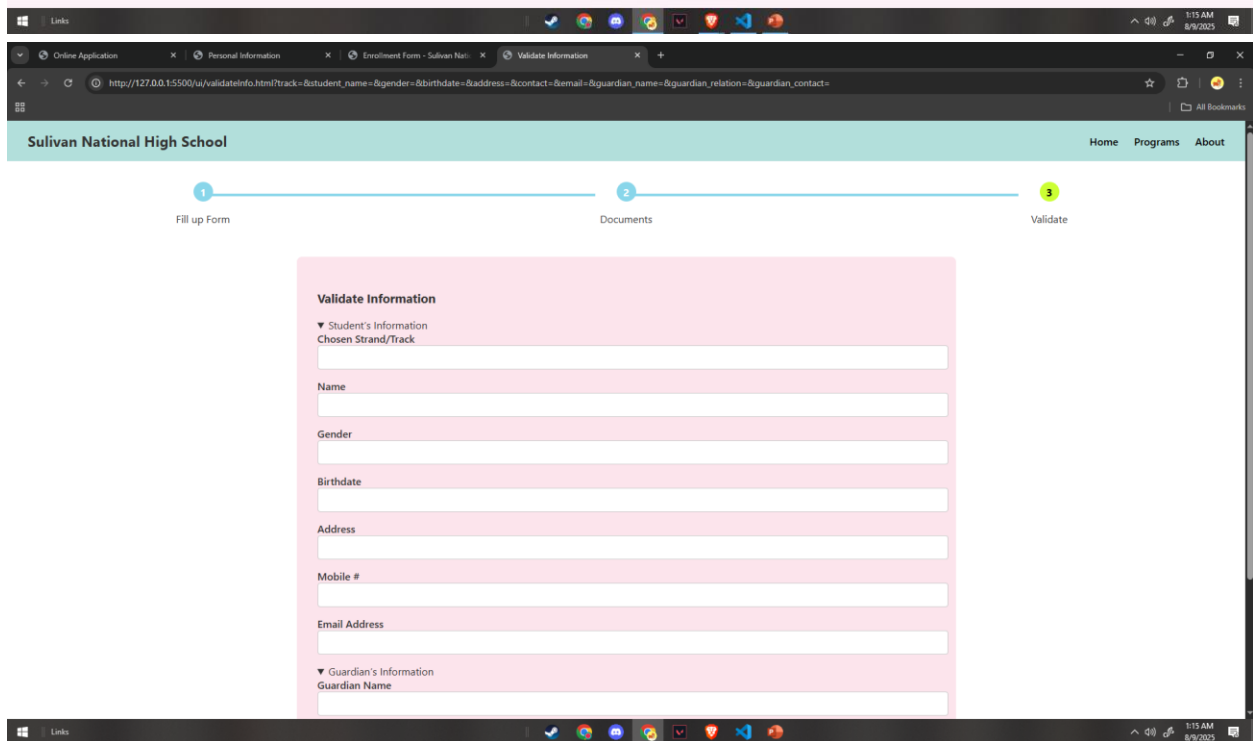 Links
1:15 AM
8/9/2025
Online Application
Personal Information
Enrollment Form - Sulivan Natio
Validate Information
http://127.0.0.1:5500/ui/validateInfo.html?track=&student_name=&gender=&birthdate=&address=&contact=&email=&guardian_name=&guardian_relation=&guardian_contact=
All Bookmarks
Sulivan National High School
Home Programs About
1 2 3
Fill up Form Documents Validate
Validate Information
▼ Student's Information
Chosen Strand/Track
Name
Gender
Birthdate
Address
Mobile #
Email Address
▼ Guardian's Information
Guardian Name
Links
1:15 AM
8/9/2025